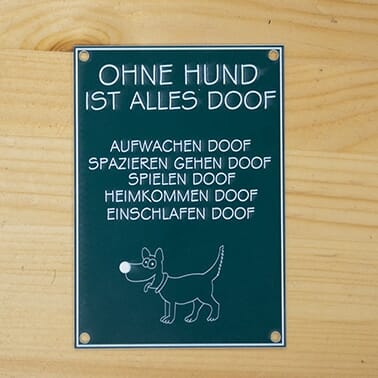 OHNE HUND
IST ALLES DOOF
AUFWACHEN DOOF
SPAZIEREN GEHEN DOOF
SPIELEN DOOF
HEIMKOMMEN DOOF
EINSCHLAFEN DOOF